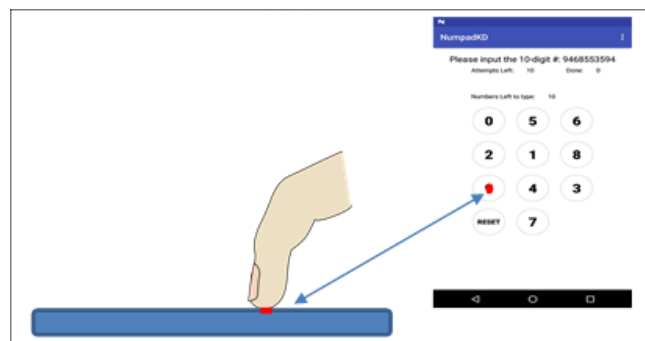 NumpadKD
Please input the 10-digit #: 9468553594
Attempts Left: 10 Done: 0
Numbers Left to type: 10
0 5 6
2 1 8
4 3
RESET 7